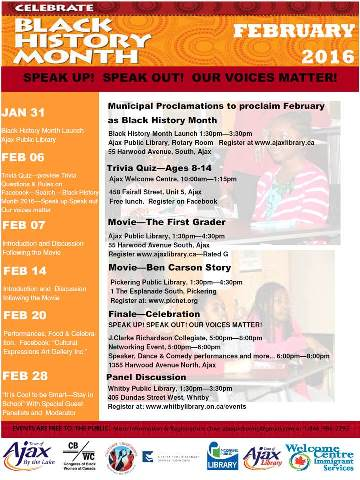 CELEBRATE
BLACK
HISTORY
MONTH
FEBRUARY
2016
SPEAK UP! SPEAK OUT! OUR VOICES MATTER!
JAN 31
Black History Month Launch
Ajax Public Library
FEB 06
Trivia Quiz—preview Trivia
Questions & Rules on
Facebook—Search - Black History
Month 2016—Speak up Speak out
Our voices matter
FEB 07
Introduction and Discussion
Following the Movie
FEB 14
Introduction and Discussion
following the Movie
FEB 20
Performances, Food & Celebra-
tion. Facebook: "Cultural
Expressions Art Gallery Inc"
FEB 28
"It is Cool to be Smart—Stay in
School" With Special Guest
Panelists and Moderator
Municipal Proclamations to proclaim February
as Black History Month
Black History Month Launch 1:30pm—3:30pm
Ajax Public Library, Rotary Room Register at www.ajaxlibrary.ca
55 Harwood Avenue, South, Ajax
Trivia Quiz—Ages 8-14
Ajax Welcome Centre, 10:00am—1:15pm
458 Fairall Street, Unit 5, Ajax
Free lunch. Register on Facebook
Movie—The First Grader
Ajax Public Library, 1:30pm—4:30pm
55 Harwood Avenue South, Ajax
Register www.ajaxlibrary.ca—Rated G
Movie—Ben Carson Story
Pickering Public Library, 1:30pm—4:30pm
1 The Esplanade South, Pickering
Register at: www.picnet.org
Finale—Celebration
SPEAK UP! SPEAK OUT! OUR VOICES MATTER!
J.Clarke Richardson Collegiate, 5:00pm—8:00pm
Networking Event, 5:00pm—6:00pm
Speaker, Dance & Comedy performances and more... 6:00pm—8:00pm
1355 Harwood Avenue North, Ajax
Panel Discussion
Whitby Public Library, 1:30pm—3:30pm
405 Dundas Street West, Whitby
Register at: www.whitbylibrary.on.ca/events
EVENTS ARE FREE TO THE PUBLIC
Town of
Ajax
By the Lake
CB
WC
Congress of Black
Women of Canada
LIBRARY
Town of
Ajax
Library
Welcome
Centre
Immigrant
Services